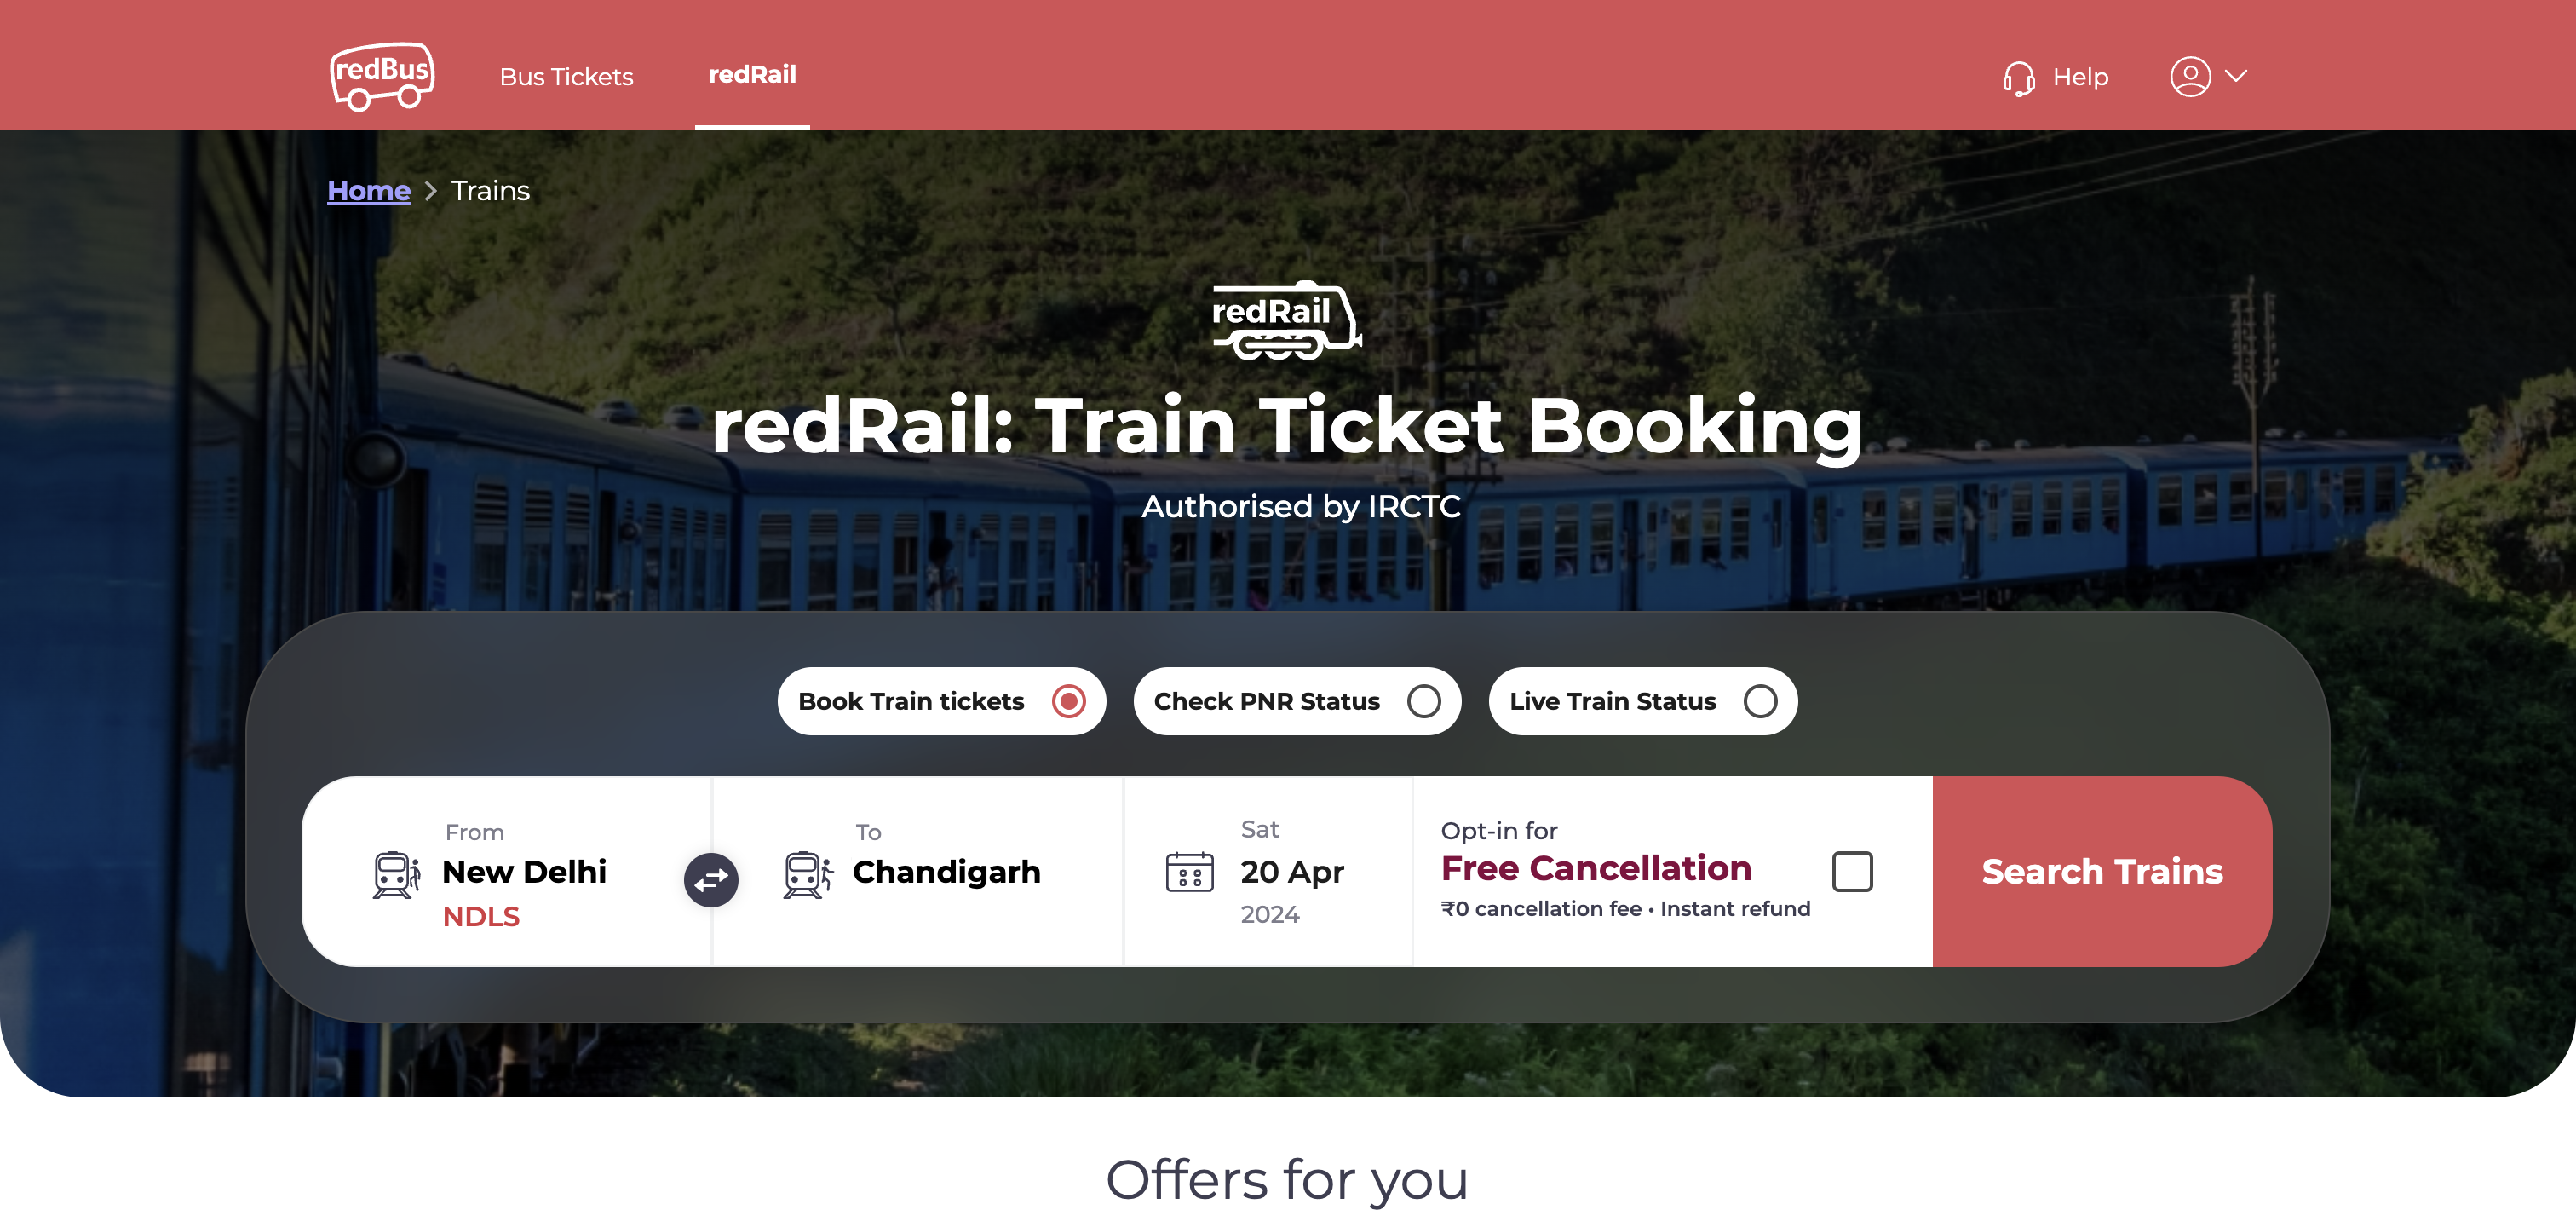 redBus
Bus Tickets
redRail
Help
Home
Trains
redRail
redRail: Train Ticket Booking
Authorised by IRCTC
Book Train tickets
Check PNR Status
Live Train Status
From
New Delhi
NDLS
To
Chandigarh
Sat
20 Apr
2024
Opt-in for
Free Cancellation
₹0 cancellation fee • Instant refund
Search Trains
Offers for you